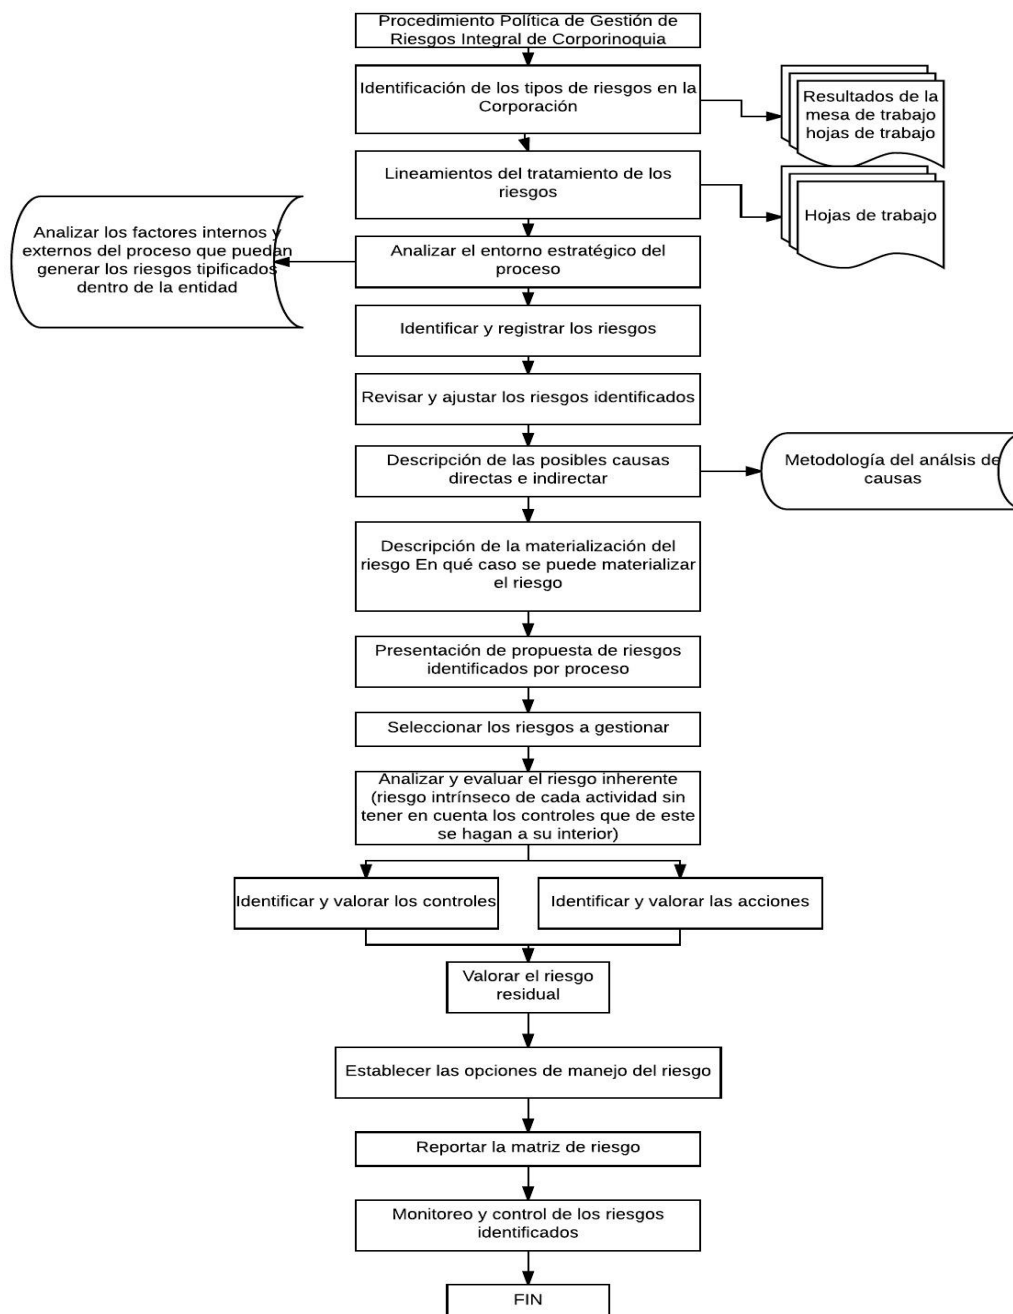 Procedimiento Política de Gestión de
Riesgos Integral de Corporinoquia
Identificación de los tipos de riesgos en la
Corporación
Resultados de la
mesa de trabajo
hojas de trabajo
Lineamientos del tratamiento de los
riesgos
Hojas de trabajo
Analizar el entorno estratégico del
proceso
Analizar los factores internos y
externos del proceso que puedan
generar los riesgos tipificados
dentro de la entidad
Identificar y registrar los riesgos
Revisar y ajustar los riesgos identificados
Descripción de las posibles causas
directas e indirectar
Metodología del análsis de
causas
Descripción de la materialización del
riesgo En qué caso se puede materializar
el riesgo
Presentación de propuesta de riesgos
identificados por proceso
Seleccionar los riesgos a gestionar
Analizar y evaluar el riesgo inherente
(riesgo intrínseco de cada actividad sin
tener en cuenta los controles que de este
se hagan a su interior)
Identificar y valorar los controles
Identificar y valorar las acciones
Valorar el riesgo
residual
Establecer las opciones de manejo del riesgo
Reportar la matriz de riesgo
Monitoreo y control de los riesgos
identificados
FIN